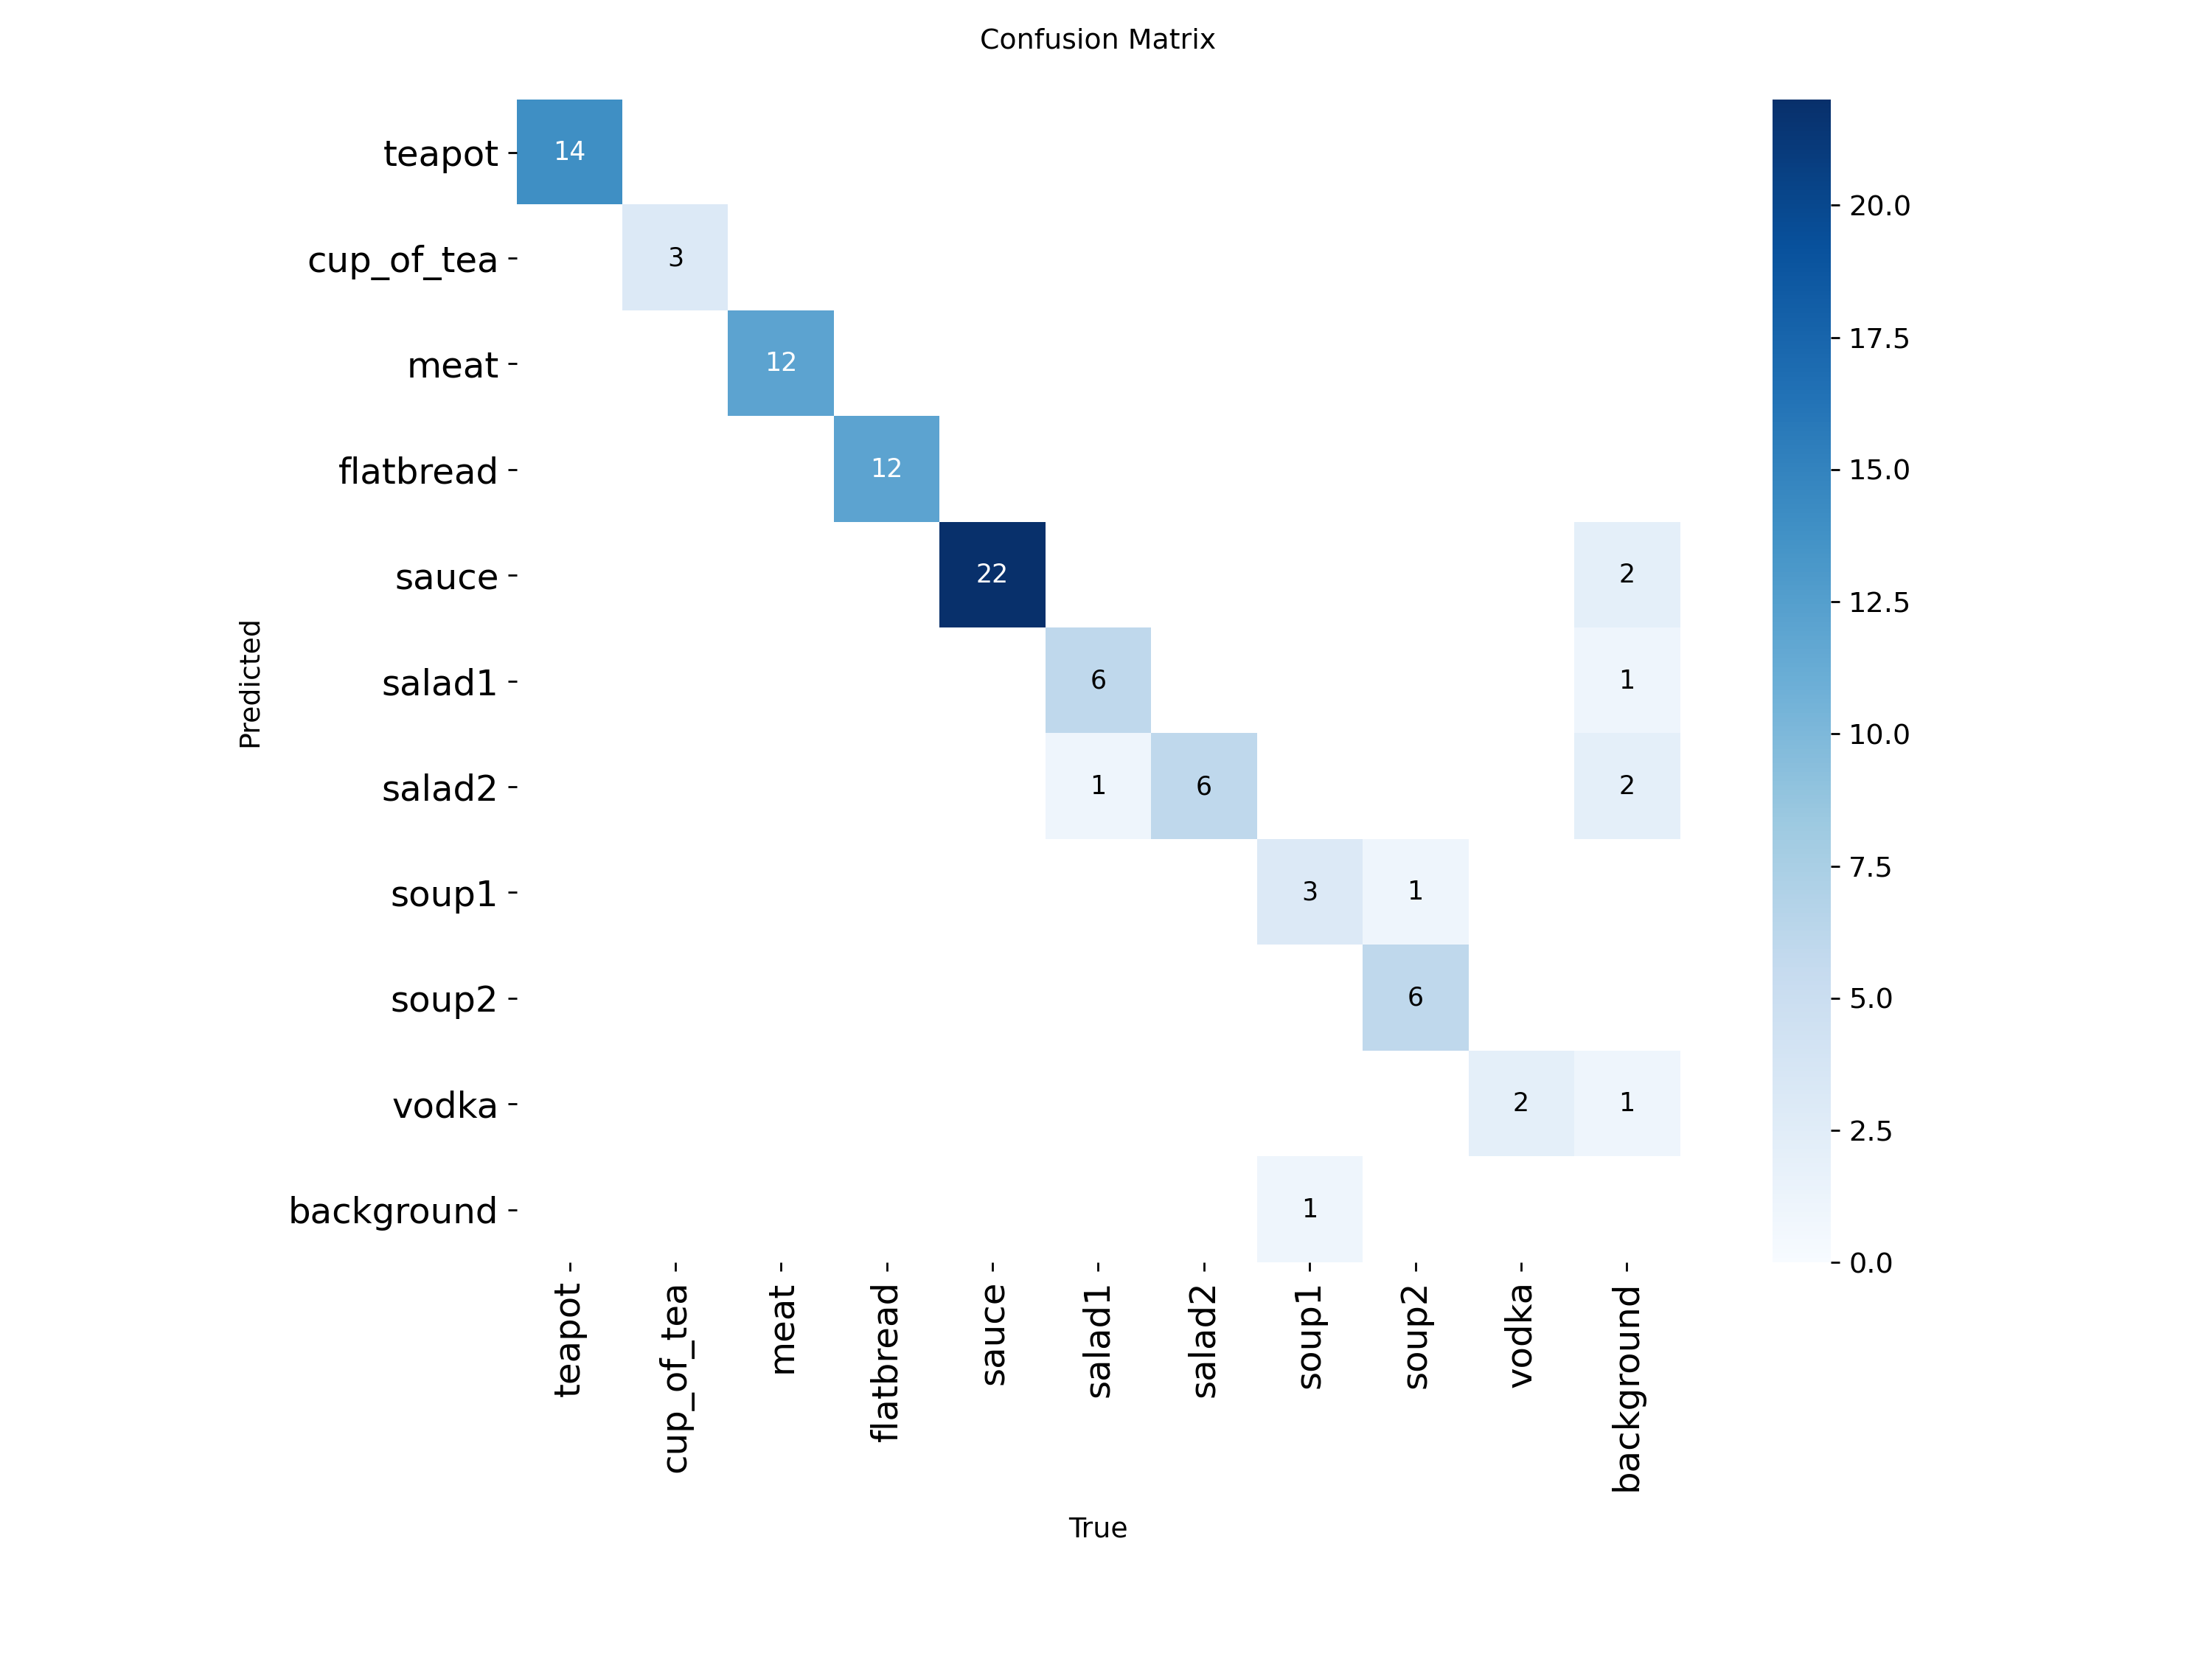 Confusion Matrix
teapot 14
cup_of_tea 3
meat 12
flatbread 12
sauce 22 2
salad1 6 1
salad2 1 6 2
soup1 3 1
soup2 6
vodka 2 1
background 1
Predicted
teapot cup_of_tea meat flatbread sauce salad1 salad2 soup1 soup2 vodka background
True
20.0
17.5
15.0
12.5
10.0
7.5
5.0
2.5
0.0